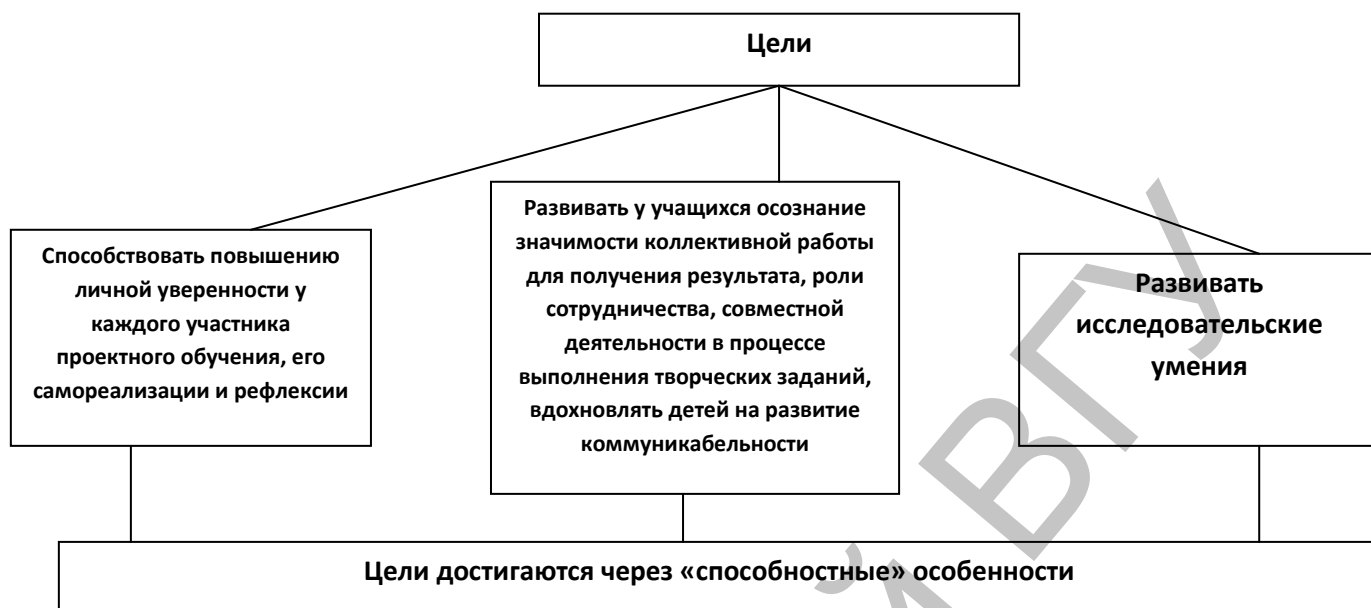 Цели
Способствовать повышению
личной уверенности у
каждого участника
проектного обучения, его
самореализации и рефлексии
Развивать у учащихся осознание
значимости коллективной работы
для получения результата, роли
сотрудничества, совместной
деятельности в процессе
выполнения творческих заданий,
вдохновлять детей на развитие
коммуникабельности
Развивать
исследовательские
умения
Цели достигаются через «способностные» особенности
ВГУ